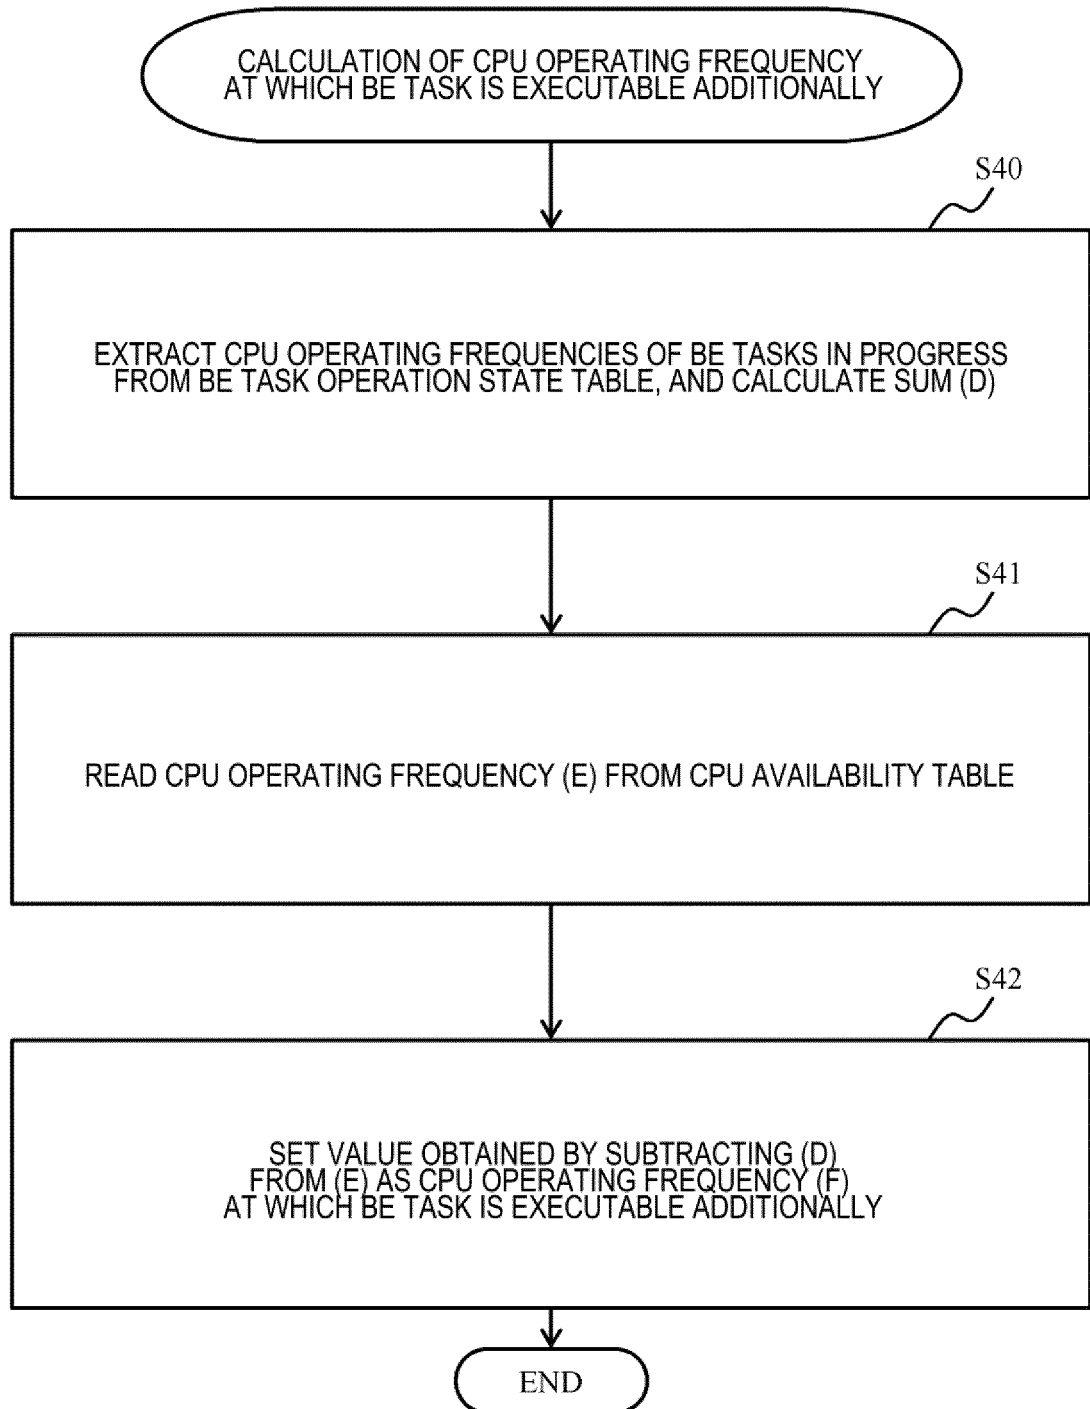 CALCULATION OF CPU OPERATING FREQUENCY
AT WHICH BE TASK IS EXECUTABLE ADDITIONALLY
S40
EXTRACT CPU OPERATING FREQUENCIES OF BE TASKS IN PROGRESS
FROM BE TASK OPERATION STATE TABLE, AND CALCULATE SUM (D)
S41
READ CPU OPERATING FREQUENCY (E) FROM CPU AVAILABILITY TABLE
S42
SET VALUE OBTAINED BY SUBTRACTING (D)
FROM (E) AS CPU OPERATING FREQUENCY (F)
AT WHICH BE TASK IS EXECUTABLE ADDITIONALLY
END